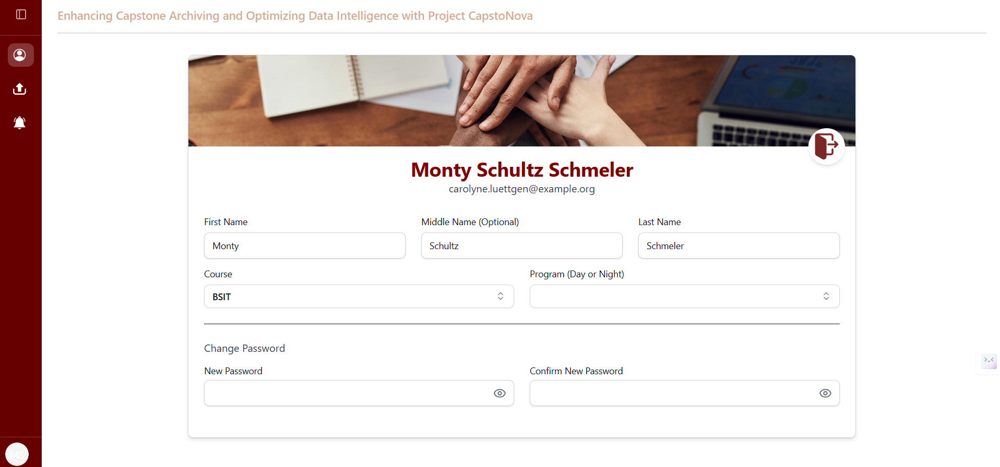 Enhancing Capstone Archiving and Optimizing Data Intelligence with Project CapstoNova
Monty Schultz Schmeler
carolyne.luettgen@example.org
First Name
Middle Name (Optional)
Last Name
Monty
Schultz
Schmeler
Course
Program (Day or Night)
BSIT
Change Password
New Password
Confirm New Password
MS